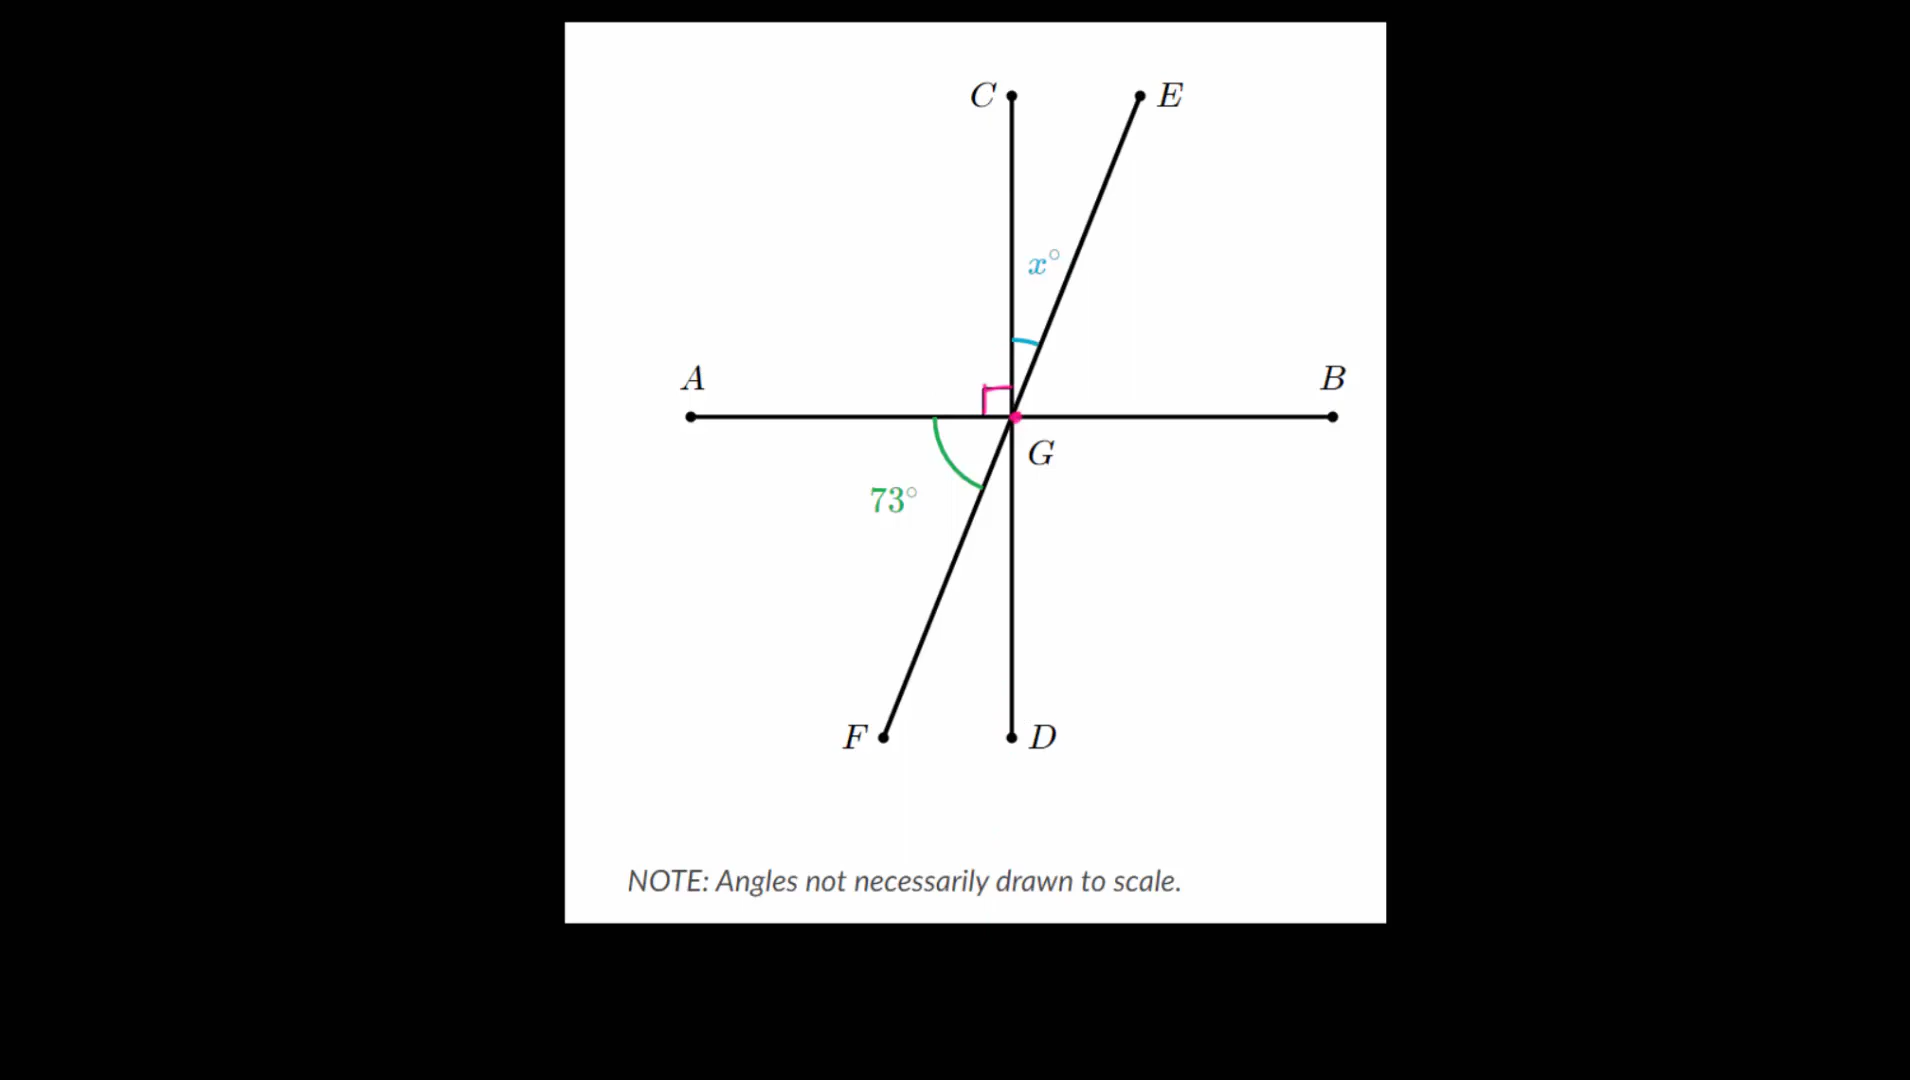 C E
x°
A B
G
73°
F D
NOTE: Angles not necessarily drawn to scale.